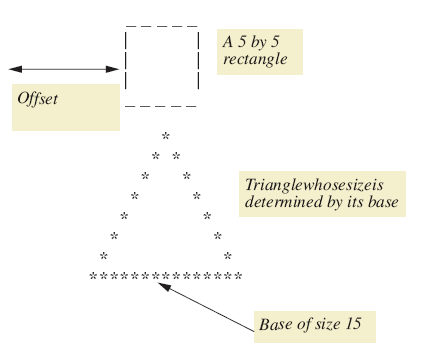 A 5 by 5
rectangle
Offset
Trianglewhosesizeis
determined by its base
Base of size 15